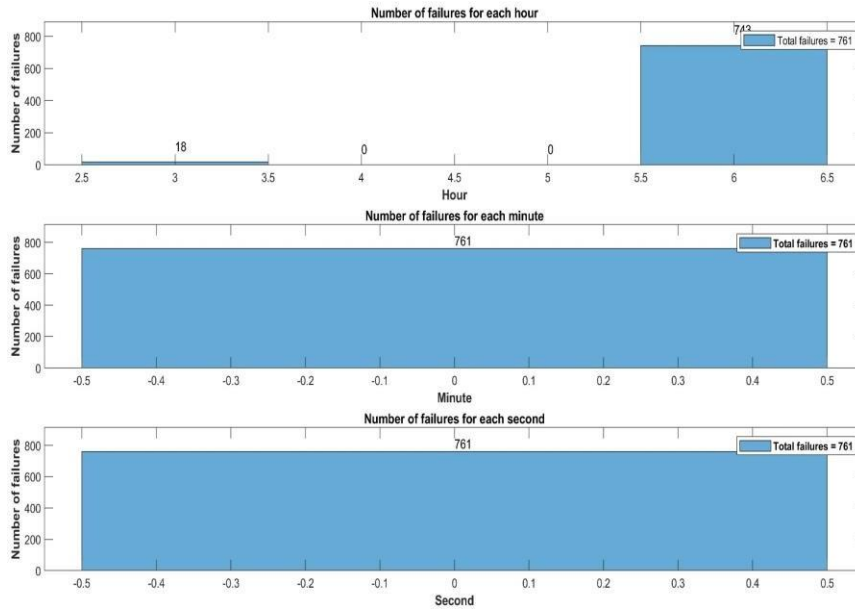 Number of failures for each hour
Number of failures
800
600
400
200
0
18
0
0
743
Total failures = 761
2.5 3 3.5 4 4.5 5 5.5 6 6.5
Hour
Number of failures for each minute
Number of failures
800
600
400
200
0
761
Total failures = 761
-0.5 -0.4 -0.3 -0.2 -0.1 0 0.1 0.2 0.3 0.4 0.5
Minute
Number of failures for each second
Number of failures
800
600
400
200
0
761
Total failures = 761
-0.5 -0.4 -0.3 -0.2 -0.1 0 0.1 0.2 0.3 0.4 0.5
Second